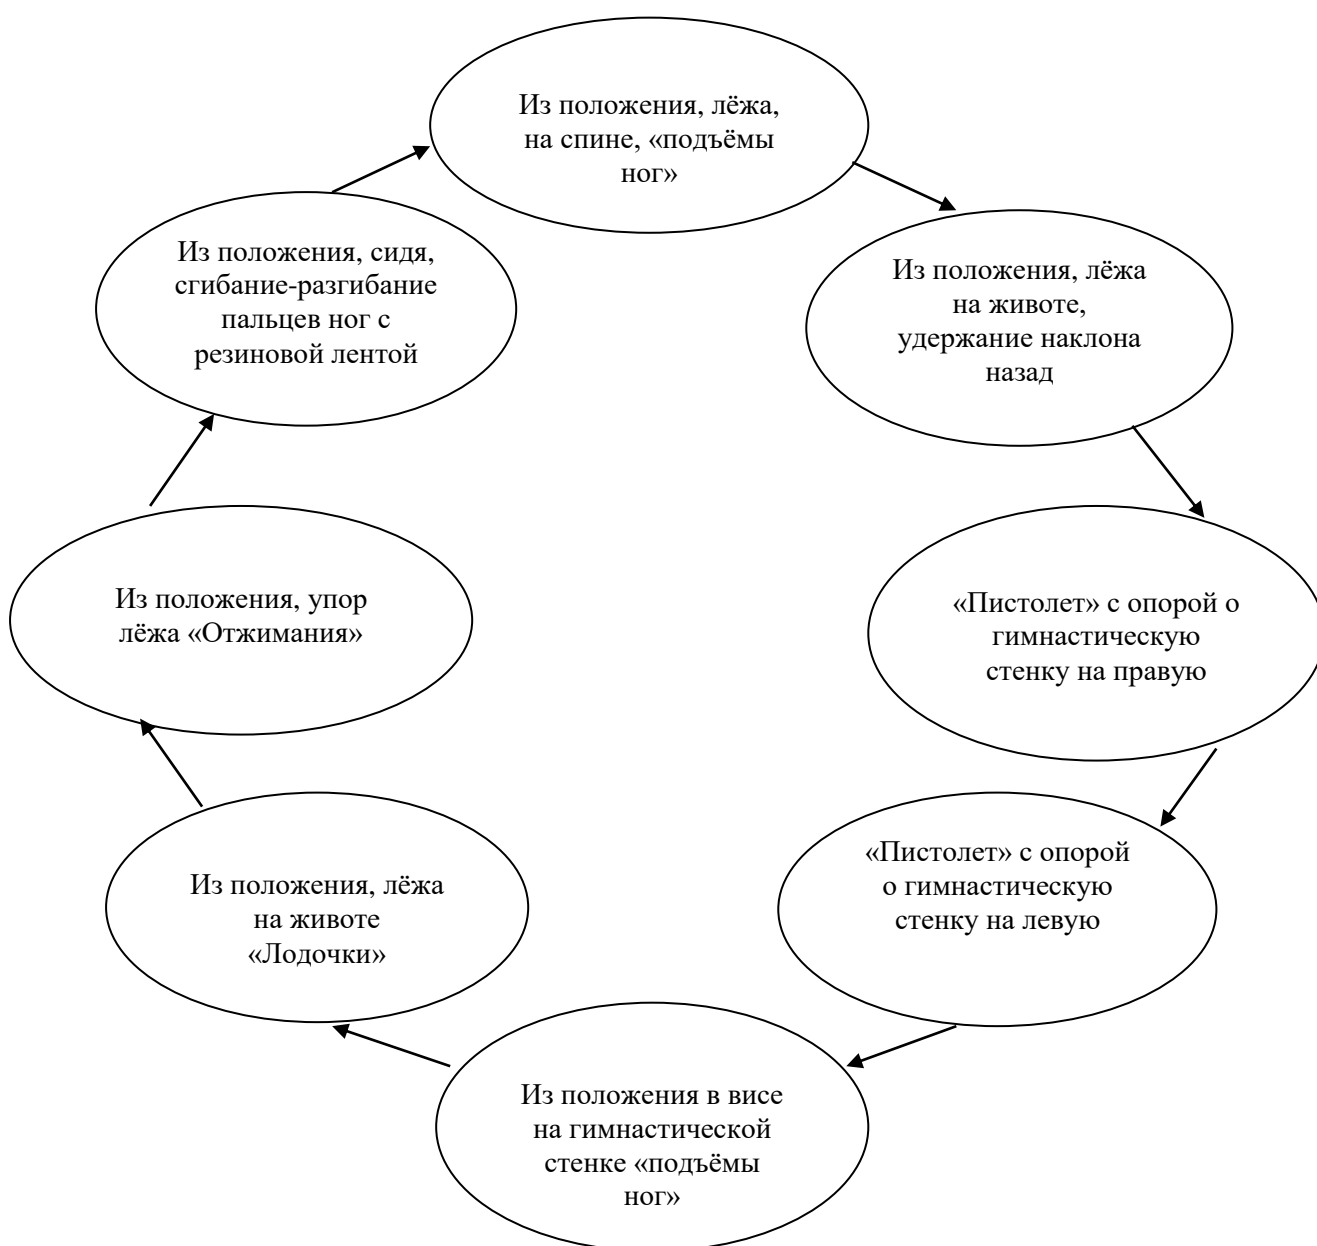 Из положения, лёжа,
на спине, «подъёмы
ног»
Из положения, лёжа
на животе,
удержание наклона
назад
«Пистолет» с опорой о
гимнастическую
стенку на правую
«Пистолет» с опорой
о гимнастическую
стенку на левую
Из положения в висе
на гимнастической
стенке «подъёмы
ног»
Из положения, лёжа
на животе
«Лодочки»
Из положения, упор
лёжа «Отжимания»
Из положения, сидя,
сгибание-разгибание
пальцев ног с
резиновой лентой